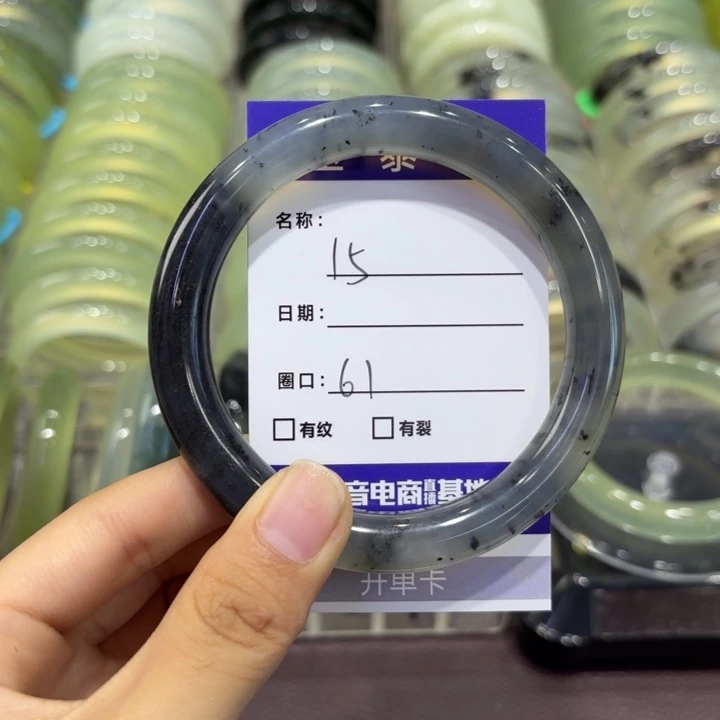 泰
名称：
15
日期：
圈口：61
有纹 有裂
音电商直播基地
开单卡